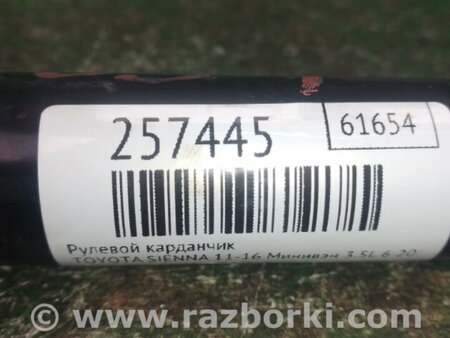 257445
61654
Рулевой карданчик
TOYOTA SIENNA 11-16 Минивэн 3.5L 6 20
www.razborki.com